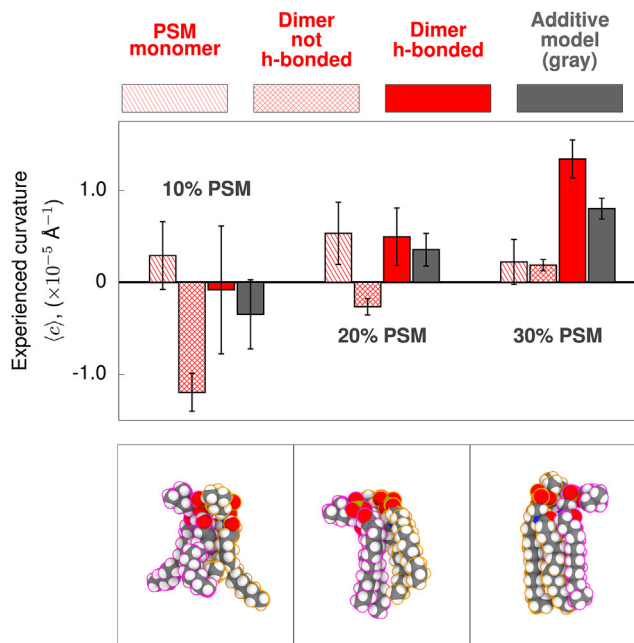 PSM
monomer
Dimer
not
h-bonded
Dimer
h-bonded
Additive
model
(gray)
Experienced curvature
⟨c⟩, (×10⁻⁵ Å⁻¹)
1.0
0
-1.0
10% PSM
20% PSM
30% PSM